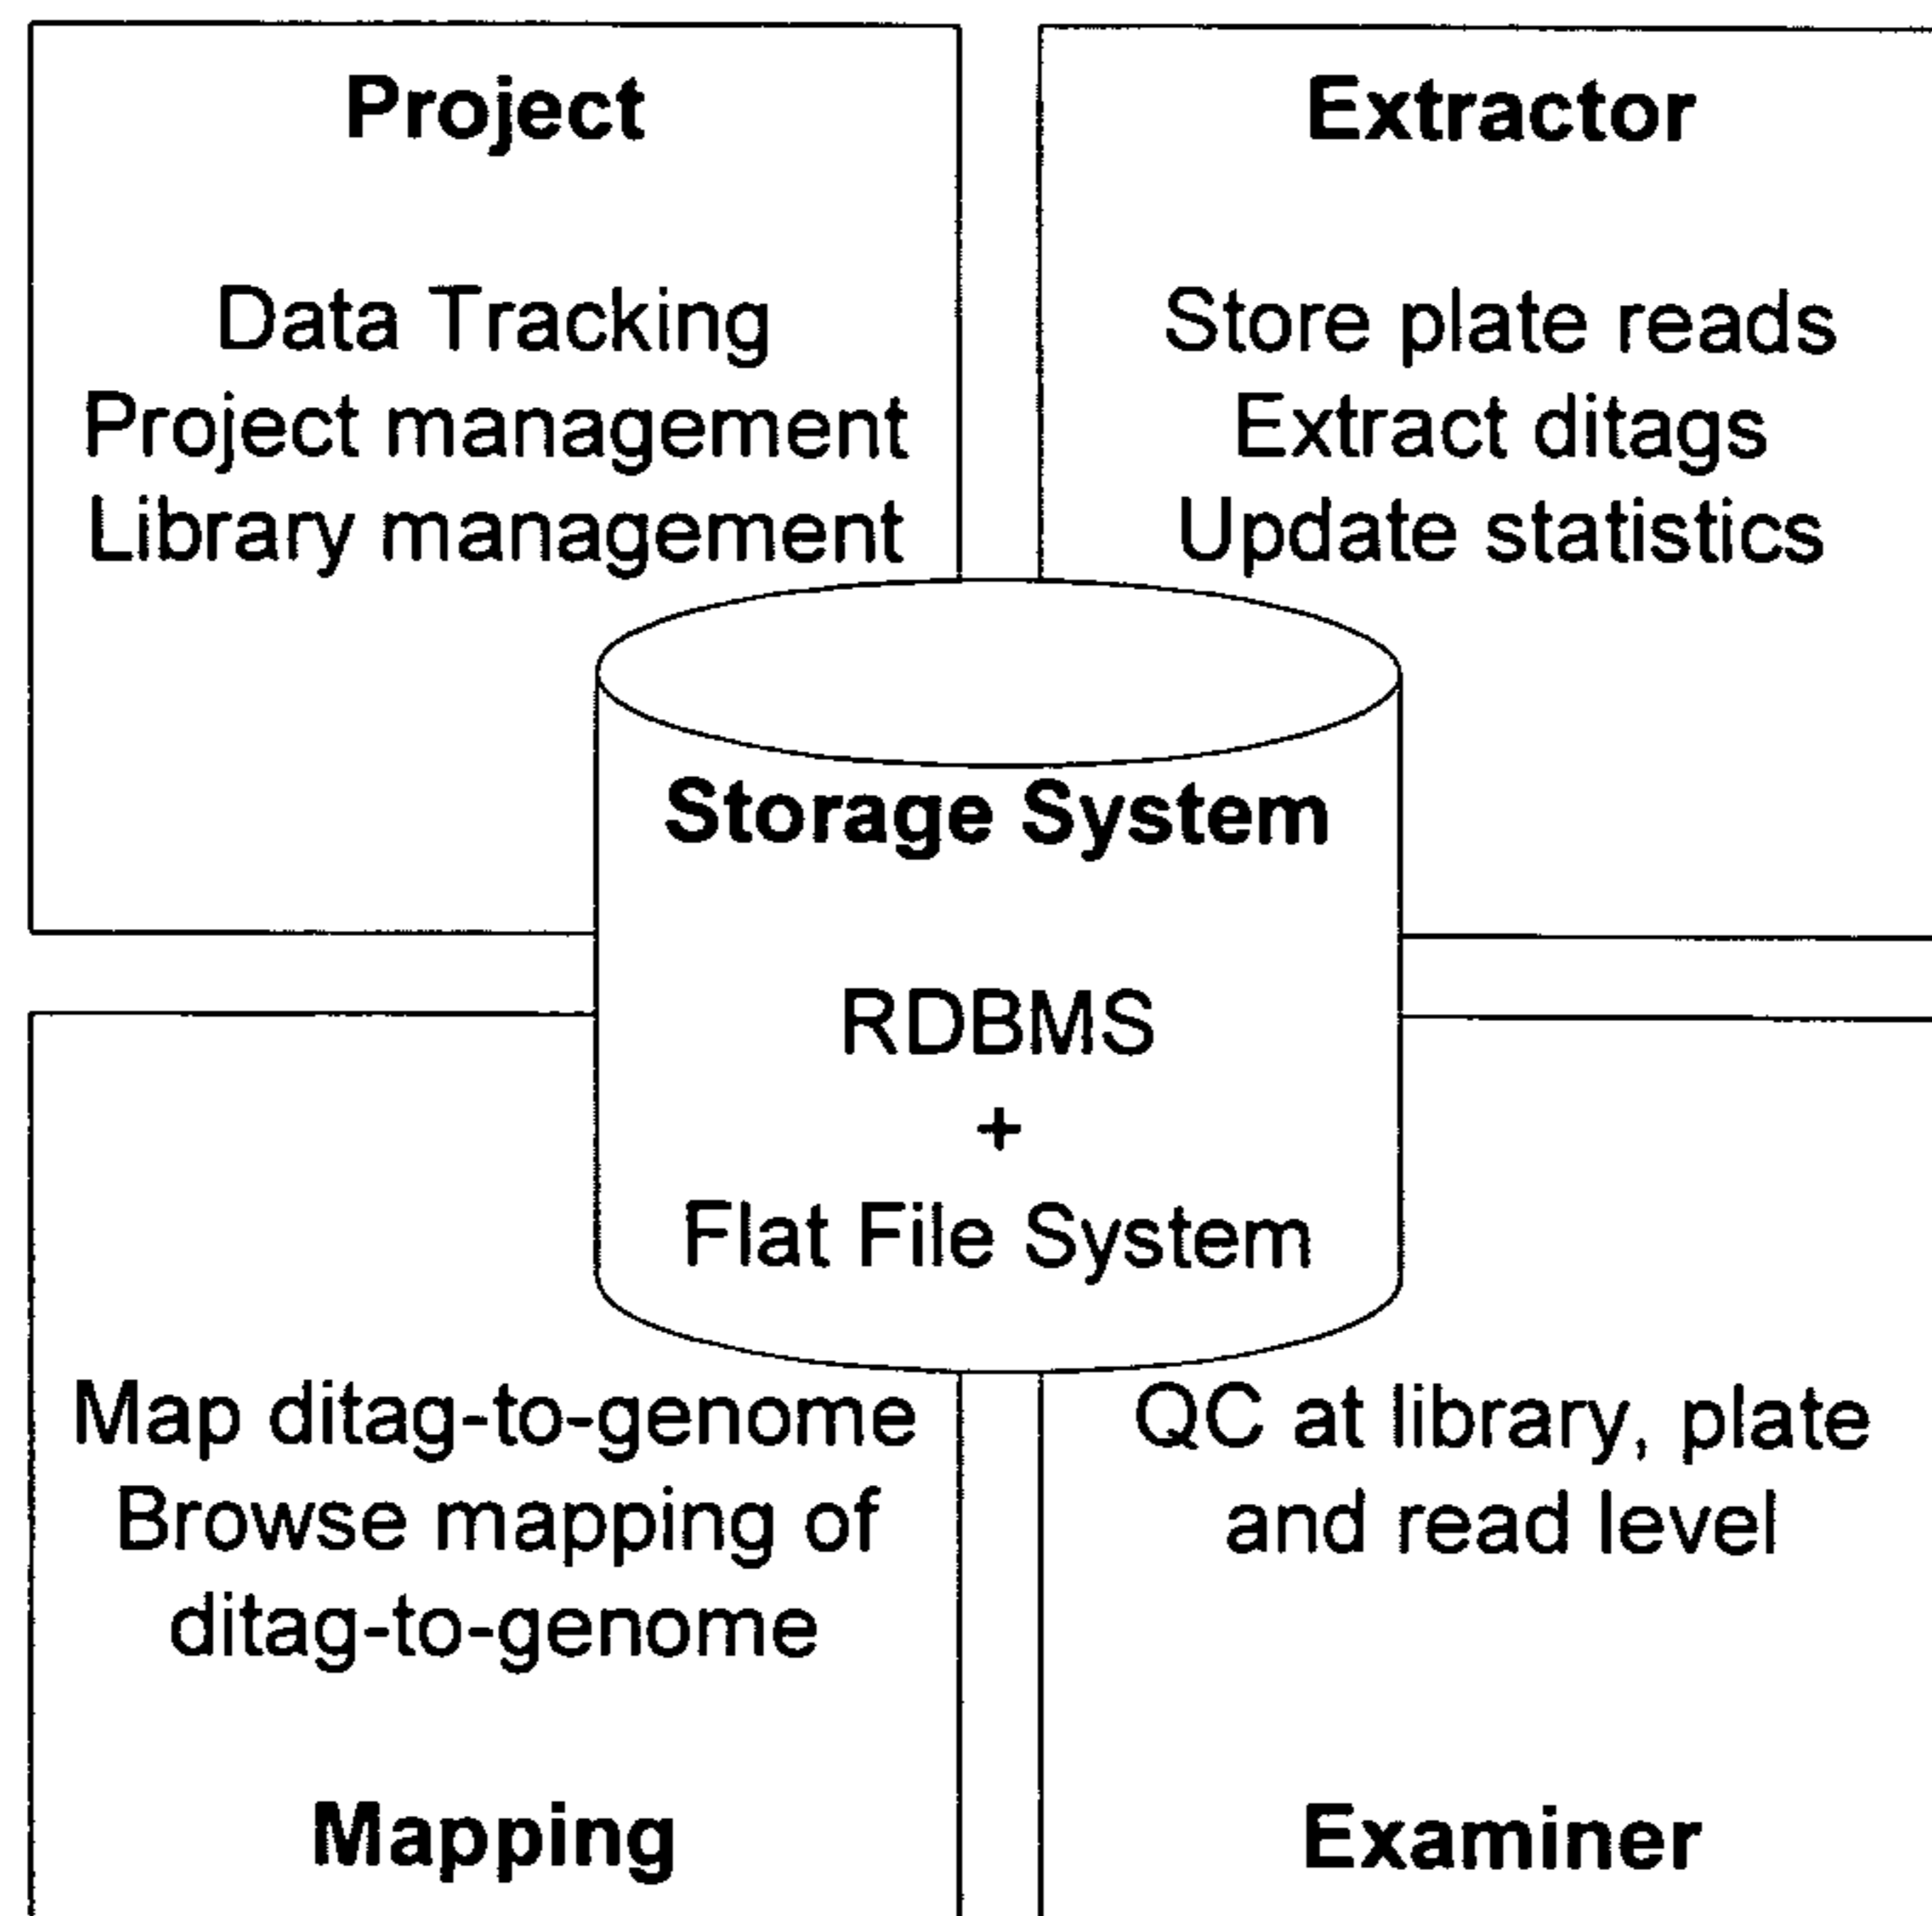 Project
Data Tracking
Project management
Library management
Extractor
Store plate reads
Extract ditags
Update statistics
Storage System
RDBMS
+
Flat File System
Map ditag-to-genome
Browse mapping of
ditag-to-genome
Mapping
QC at library, plate
and read level
Examiner